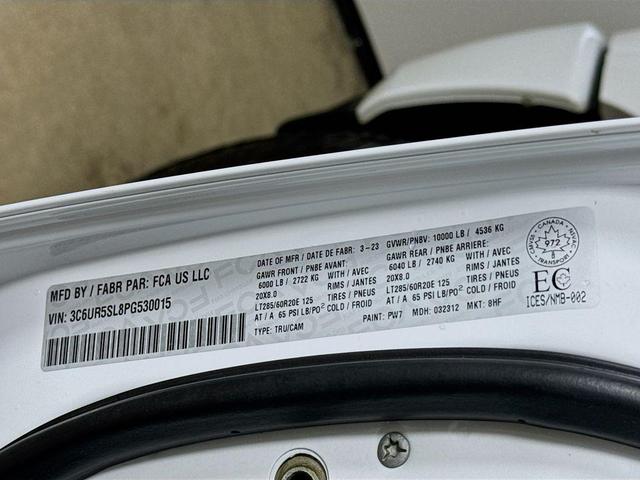 MFD BY / FABR PAR: FCA US LLC
VIN: 3C6UR5SL8PG530015
DATE OF MFR / DATE DE FABR: 3-23
GAWR FRONT / PNBE AVANT:
6000 LB / 2722 KG WITH / AVEC
20X8.0 RIMS / JANTES
LT285/60R20E 125 TIRES / PNEUS
AT / A 65 PSI LB/PO² COLD / FROID
TYPE: TRU/CAM
GVWR/PNBV: 10000 LB / 4536 KG
GAWR REAR / PNBE ARRIERE:
6040 LB / 2740 KG WITH / AVEC
20X8.0 RIMS / JANTES
LT285/60R20E 125 TIRES / PNEUS
AT / A 65 PSI LB/PO² COLD / FROID
PAINT: PW7 MDH: 032312 MKT: 8HF
CANADA
TRANSPORT
972
8
EC
ICES/NMB-002